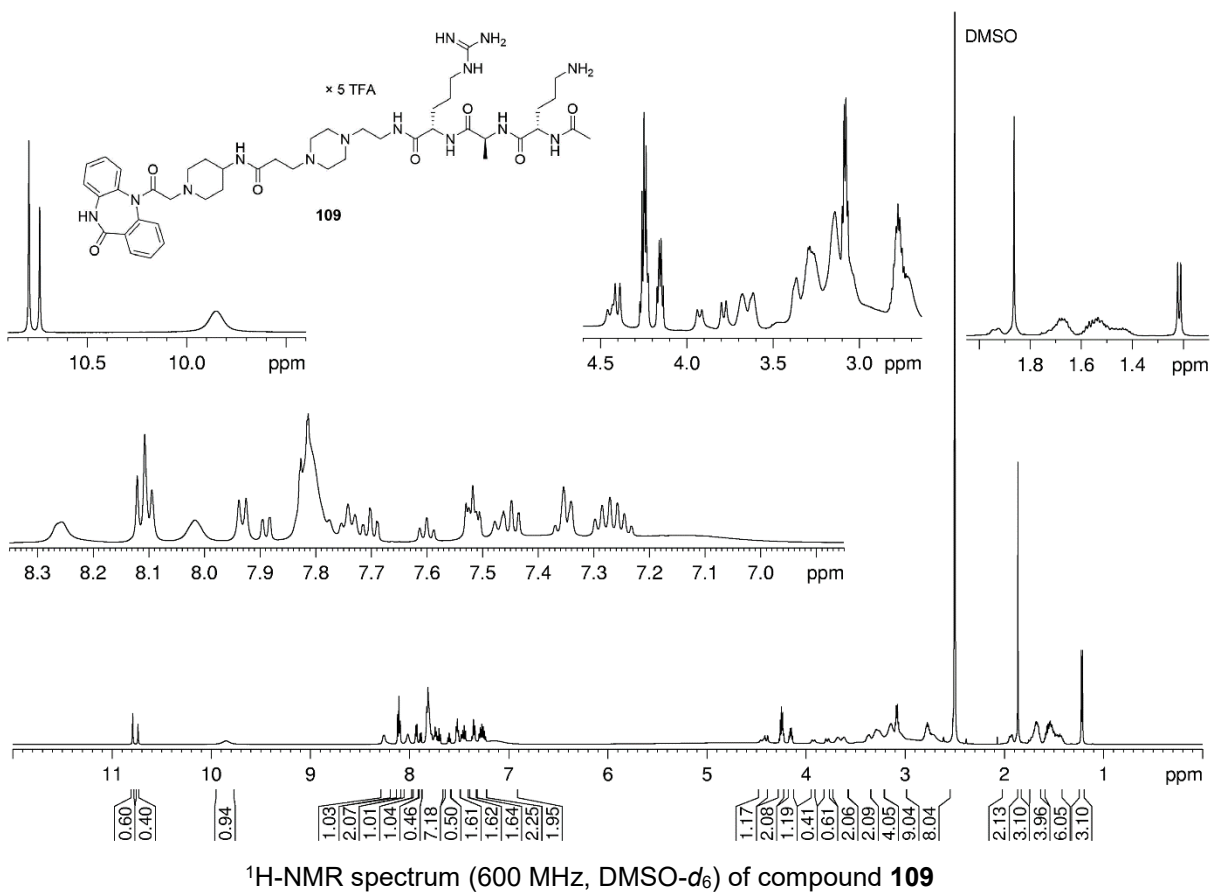 HN
NH2
NH
DMSO
× 5 TFA
NH2
O
H
N
O
H
N
O
N
N
H
O
N
H
O
N
H
N
O
N
N
O
N
HN
O
109
10.5
10.0
ppm
4.5
4.0
3.5
3.0
ppm
1.8
1.6
1.4
ppm
8.3
8.2
8.1
8.0
7.9
7.8
7.7
7.6
7.5
7.4
7.3
7.2
7.1
7.0
ppm
11
10
9
8
7
6
5
4
3
2
1
ppm
0.60
0.40
0.94
1.03
2.07
1.01
1.04
0.46
7.18
0.50
1.61
1.62
1.64
2.25
1.95
1.17
2.08
1.19
0.41
0.61
2.06
2.09
4.05
9.04
8.04
2.13
3.10
3.96
6.05
3.10
¹H-NMR spectrum (600 MHz, DMSO-d₆) of compound 109